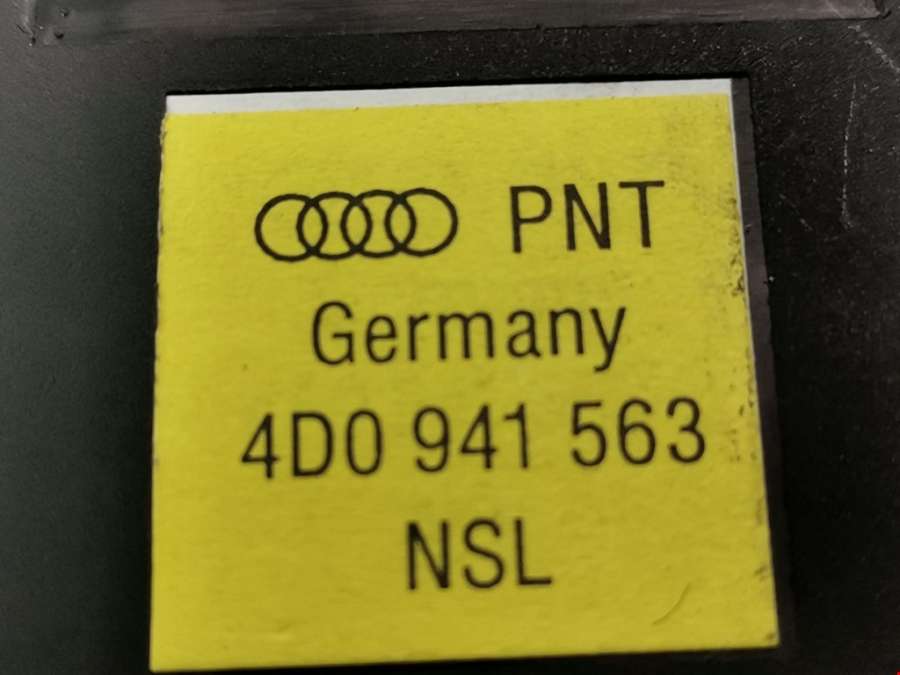 PNT
Germany
4D0 941 563
NSL